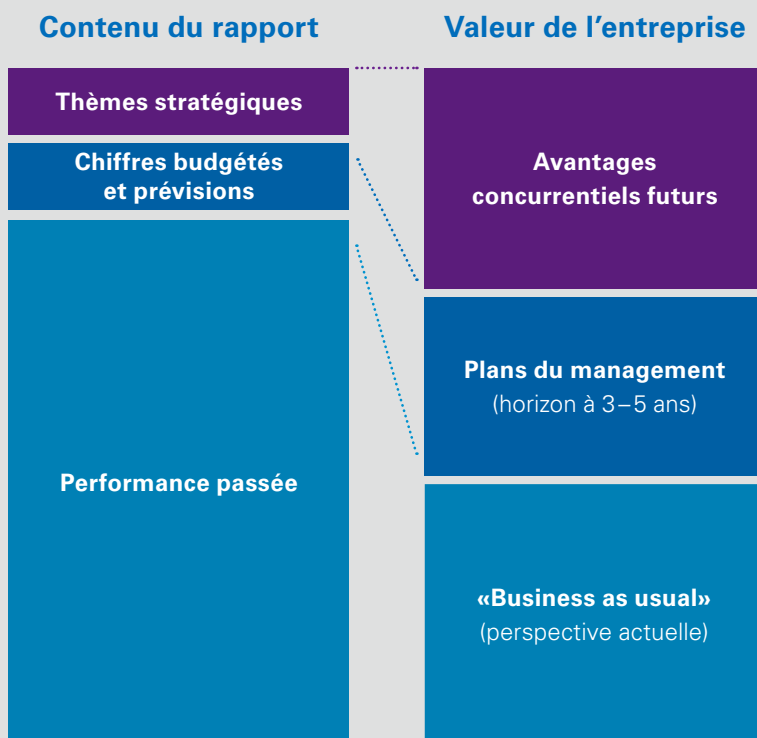 Contenu du rapport
Valeur de l'entreprise
Thèmes stratégiques
Chiffres budgétés
et prévisions
Performance passée
Avantages
concurrentiels futurs
Plans du management
(horizon à 3–5 ans)
«Business as usual»
(perspective actuelle)